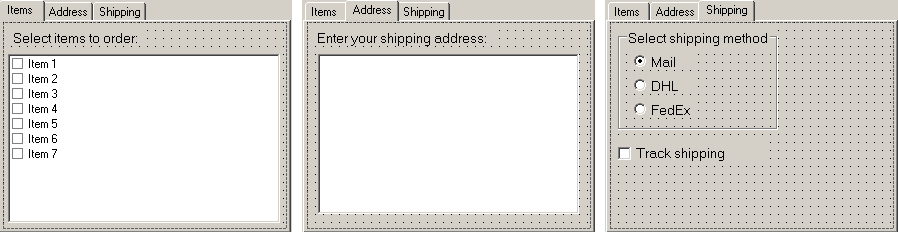 Items Address Shipping
Select items to order:
Item 1
Item 2
Item 3
Item 4
Item 5
Item 6
Item 7
Items Address Shipping
Enter your shipping address:
Items Address Shipping
Select shipping method
Mail
DHL
FedEx
Track shipping